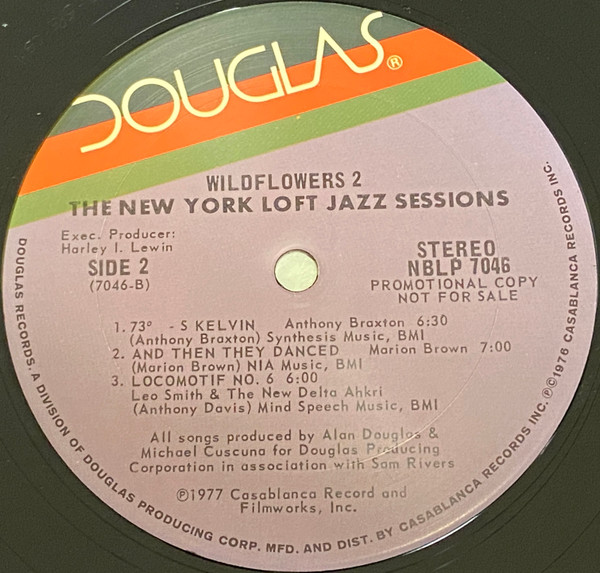 DOUGLAS®
WILDFLOWERS 2
THE NEW YORK LOFT JAZZ SESSIONS
Exec. Producer:
Harley I. Lewin
SIDE 2
(7046-B)
STEREO
NBLP 7046
PROMOTIONAL COPY
NOT FOR SALE
1. 73° - S KELVIN Anthony Braxton 6:30
(Anthony Braxton) Synthesis Music, BMI
2. AND THEN THEY DANCED Marion Brown 7:00
(Marion Brown) NIA Music, BMI
3. LOCOMOTIF NO. 6 6:00
Leo Smith & The New Delta Ahkri
(Anthony Davis) Mind Speech Music, BMI
All songs produced by Alan Douglas &
Michael Cuscuna for Douglas Producing
Corporation in association with Sam Rivers
℗1977 Casablanca Record and
Filmworks, Inc.
DOUGLAS RECORDS. A DIVISION OF DOUGLAS PRODUCING CORP. MFD. AND DIST. BY CASABLANCA RECORDS INC. ℗©1976 CASABLANCA RECORDS INC.